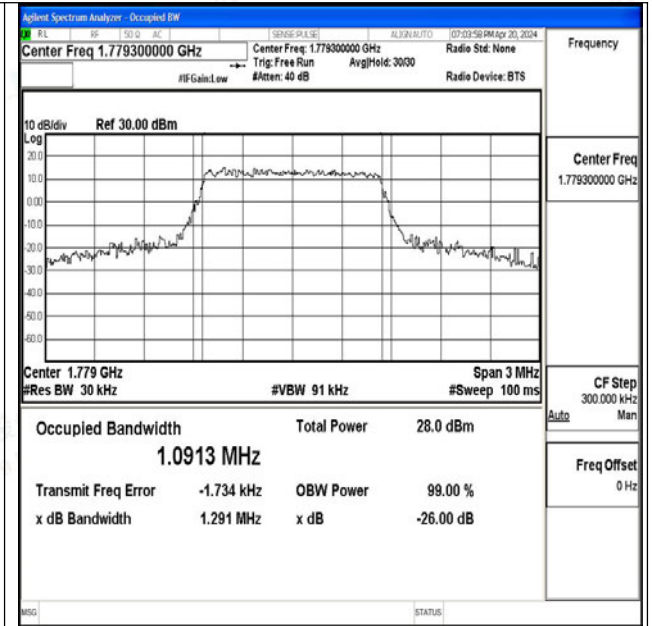 Agilent Spectrum Analyzer - Occupied BW
RL RF 50 Ω AC SENSE:PULSE ALIGN AUTO 07:03:58 PM Apr 20, 2024
Center Freq 1.779300000 GHz
Center Freq: 1.779300000 GHz
Radio Std: None
Trig: Free Run Avg|Hold: 30/30
#IFGain:Low #Atten: 40 dB Radio Device: BTS
Frequency
10 dB/div Ref 30.00 dBm
Log
20.0
10.0
0.00
-10.0
-20.0
-30.0
-40.0
-50.0
-60.0
Center 1.779 GHz Span 3 MHz
#Res BW 30 kHz #VBW 91 kHz #Sweep 100 ms
Occupied Bandwidth Total Power 28.0 dBm
1.0913 MHz
Transmit Freq Error -1.734 kHz OBW Power 99.00 %
x dB Bandwidth 1.291 MHz x dB -26.00 dB
Center Freq
1.779300000 GHz
CF Step
300.000 kHz
Auto Man
Freq Offset
0 Hz
MSG STATUS